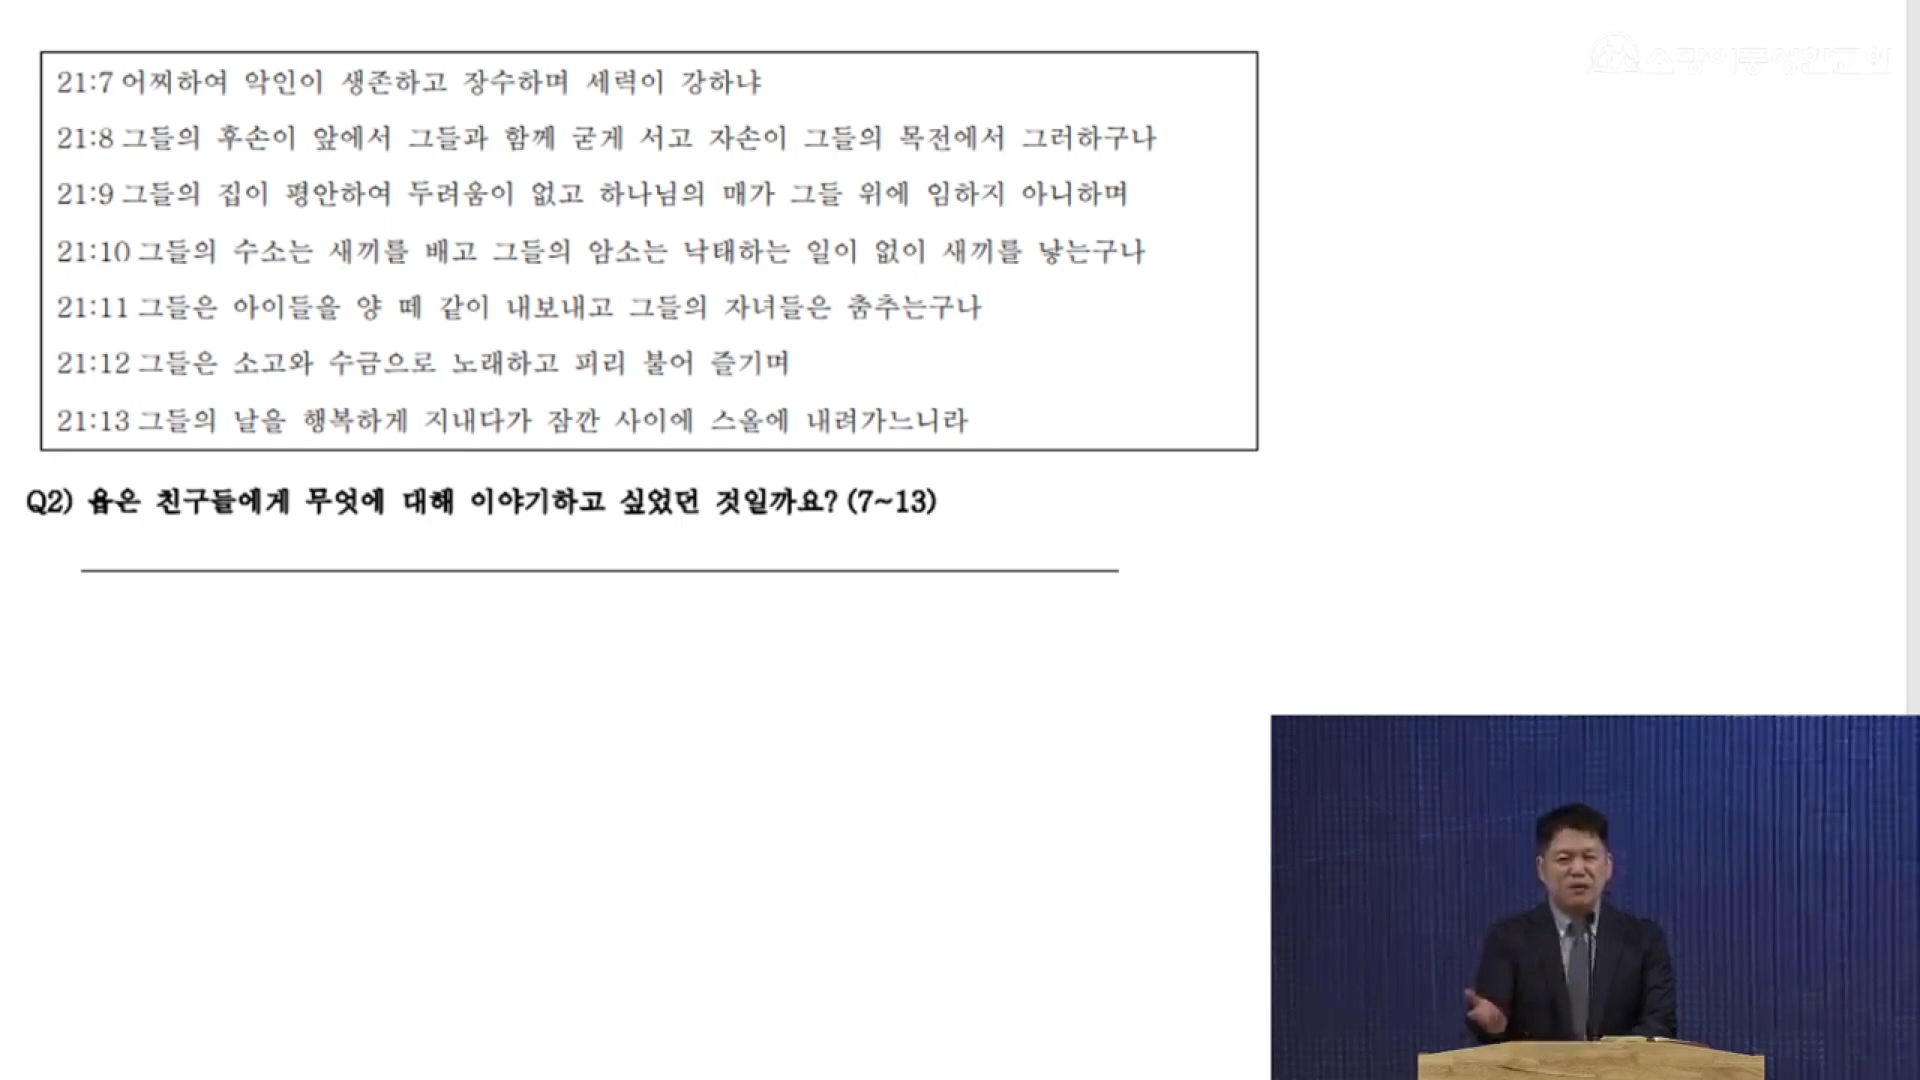 21:7 어찌하여 악인이 생존하고 장수하며 세력이 강하냐
21:8 그들의 후손이 앞에서 그들과 함께 굳게 서고 자손이 그들의 목전에서 그러하구나
21:9 그들의 집이 평안하여 두려움이 없고 하나님의 매가 그들 위에 임하지 아니하며
21:10 그들의 수소는 새끼를 배고 그들의 암소는 낙태하는 일이 없이 새끼를 낳는구나
21:11 그들은 아이들을 양 떼 같이 내보내고 그들의 자녀들은 춤추는구나
21:12 그들은 소고와 수금으로 노래하고 피리 불어 즐기며
21:13 그들의 날을 행복하게 지내다가 잠깐 사이에 스올에 내려가느니라
Q2) 욥은 친구들에게 무엇에 대해 이야기하고 싶었던 것일까요? (7~13)